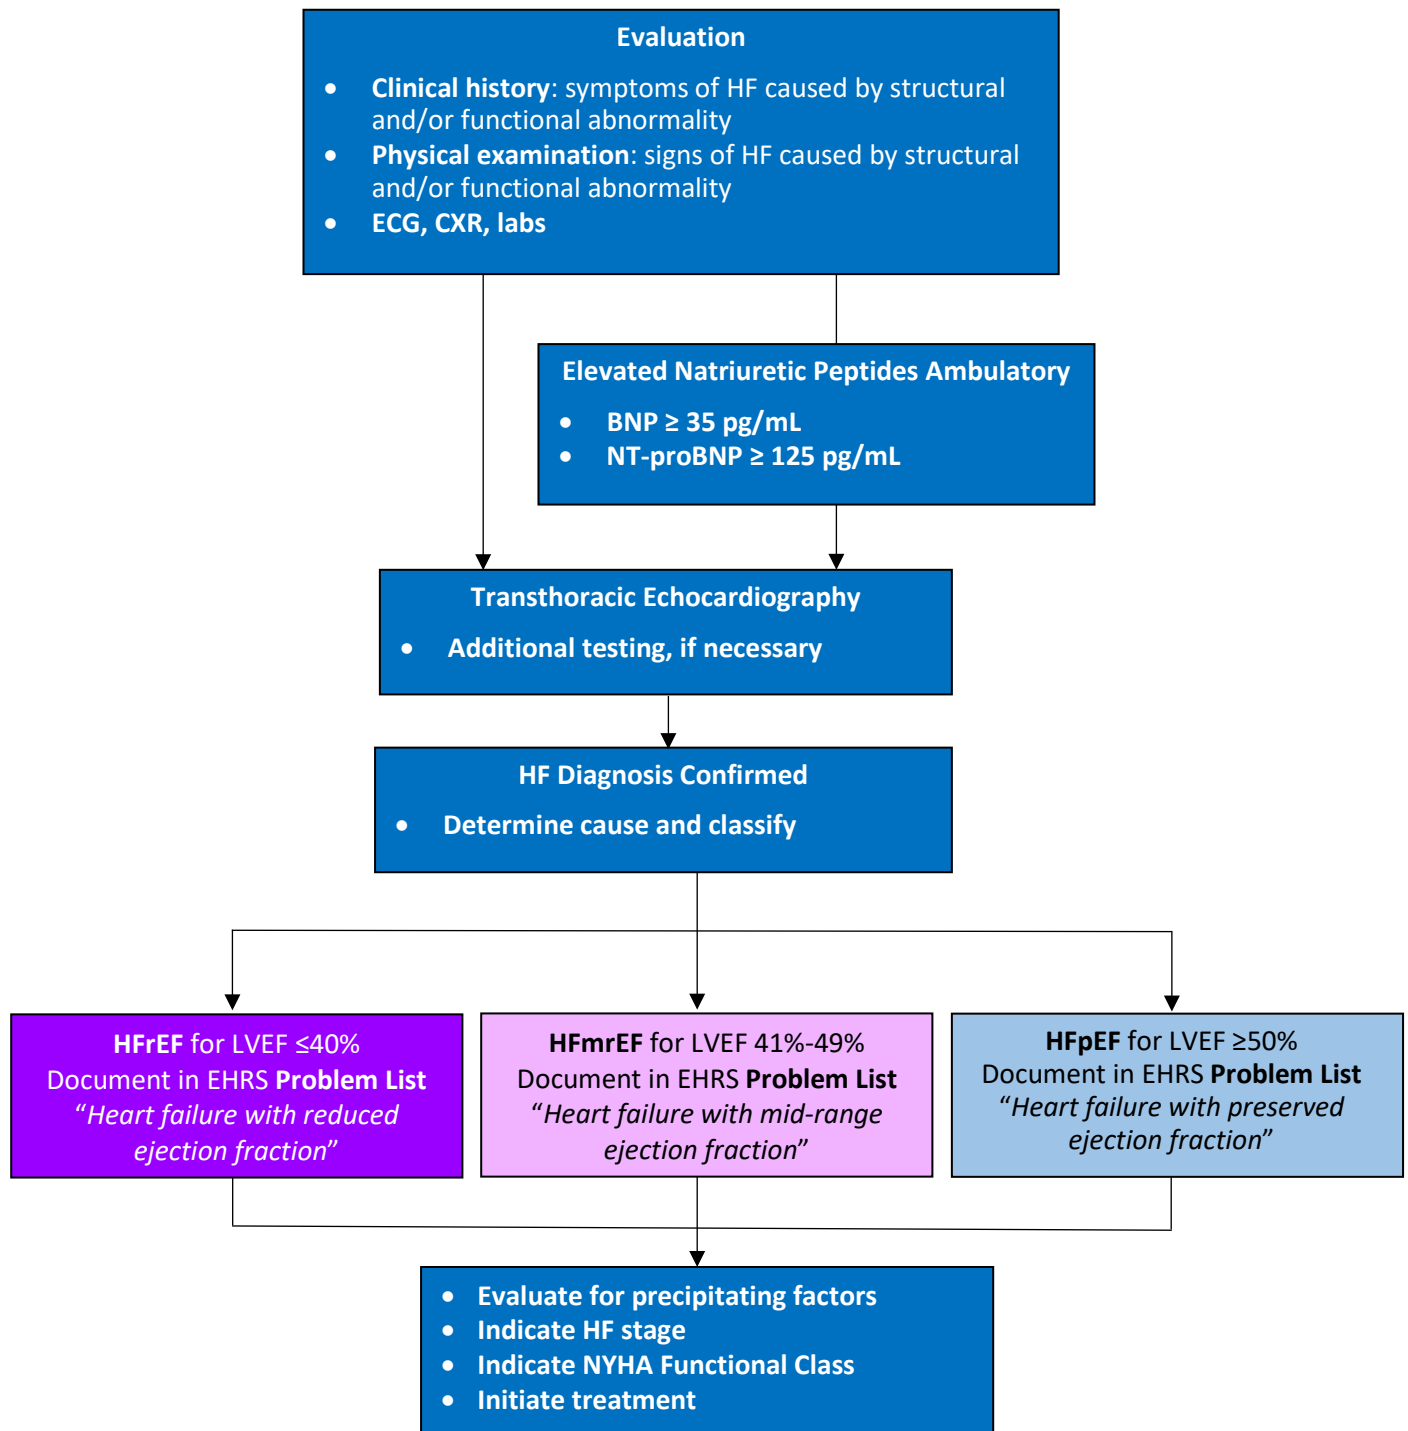 Evaluation
• Clinical history: symptoms of HF caused by structural
and/or functional abnormality
• Physical examination: signs of HF caused by structural
and/or functional abnormality
• ECG, CXR, labs
Elevated Natriuretic Peptides Ambulatory
• BNP ≥ 35 pg/mL
• NT-proBNP ≥ 125 pg/mL
Transthoracic Echocardiography
• Additional testing, if necessary
HF Diagnosis Confirmed
• Determine cause and classify
HFrEF for LVEF ≤40%
Document in EHRS Problem List
“Heart failure with reduced
ejection fraction”
HFmrEF for LVEF 41%-49%
Document in EHRS Problem List
“Heart failure with mid-range
ejection fraction”
HFpEF for LVEF ≥50%
Document in EHRS Problem List
“Heart failure with preserved
ejection fraction”
• Evaluate for precipitating factors
• Indicate HF stage
• Indicate NYHA Functional Class
• Initiate treatment